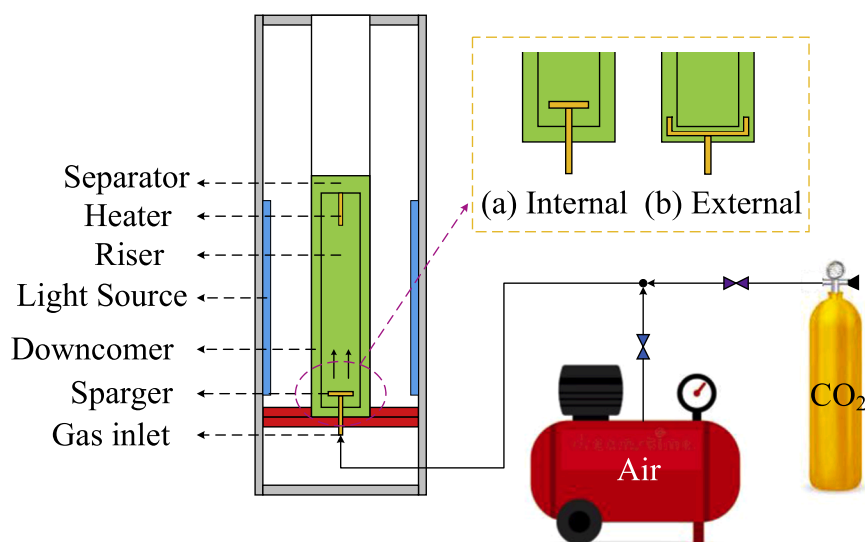 Separator
Heater
Riser
Light Source
Downcomer
Sparger
Gas inlet
(a) Internal (b) External
Air
CO₂